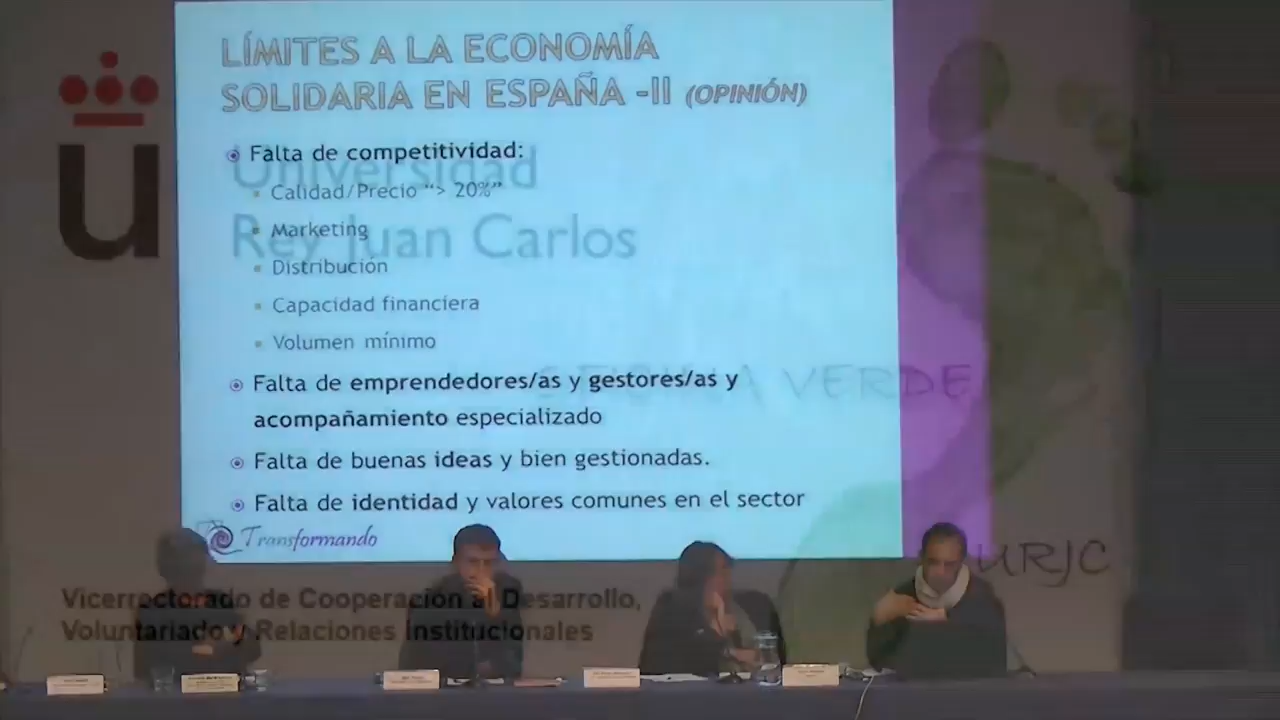 LÍMITES A LA ECONOMÍA
SOLIDARIA EN ESPAÑA -II (OPINIÓN)
Falta de competitividad:
Calidad/Precio “> 20%”
Marketing
Distribución
Capacidad financiera
Volumen mínimo
Falta de emprendedores/as y gestores/as y
acompañamiento especializado
Falta de buenas ideas y bien gestionadas.
Falta de identidad y valores comunes en el sector
Transformando
u
Universidad
Rey Juan Carlos
OFICINA VERDE
URJC
Vicerrectorado de Cooperación al Desarrollo,
Voluntariado y Relaciones Institucionales